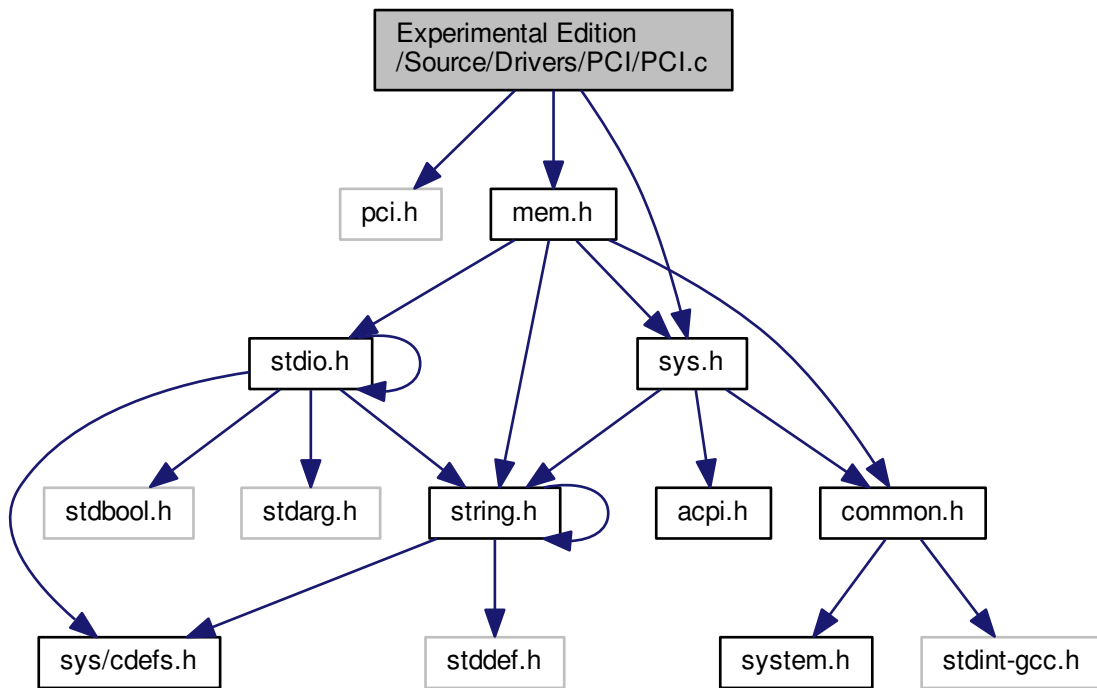 Experimental Edition
/Source/Drivers/PCI/PCI.c
pci.h
mem.h
stdio.h
sys.h
stdbool.h
stdarg.h
string.h
acpi.h
common.h
sys/cdefs.h
stddef.h
system.h
stdint-gcc.h